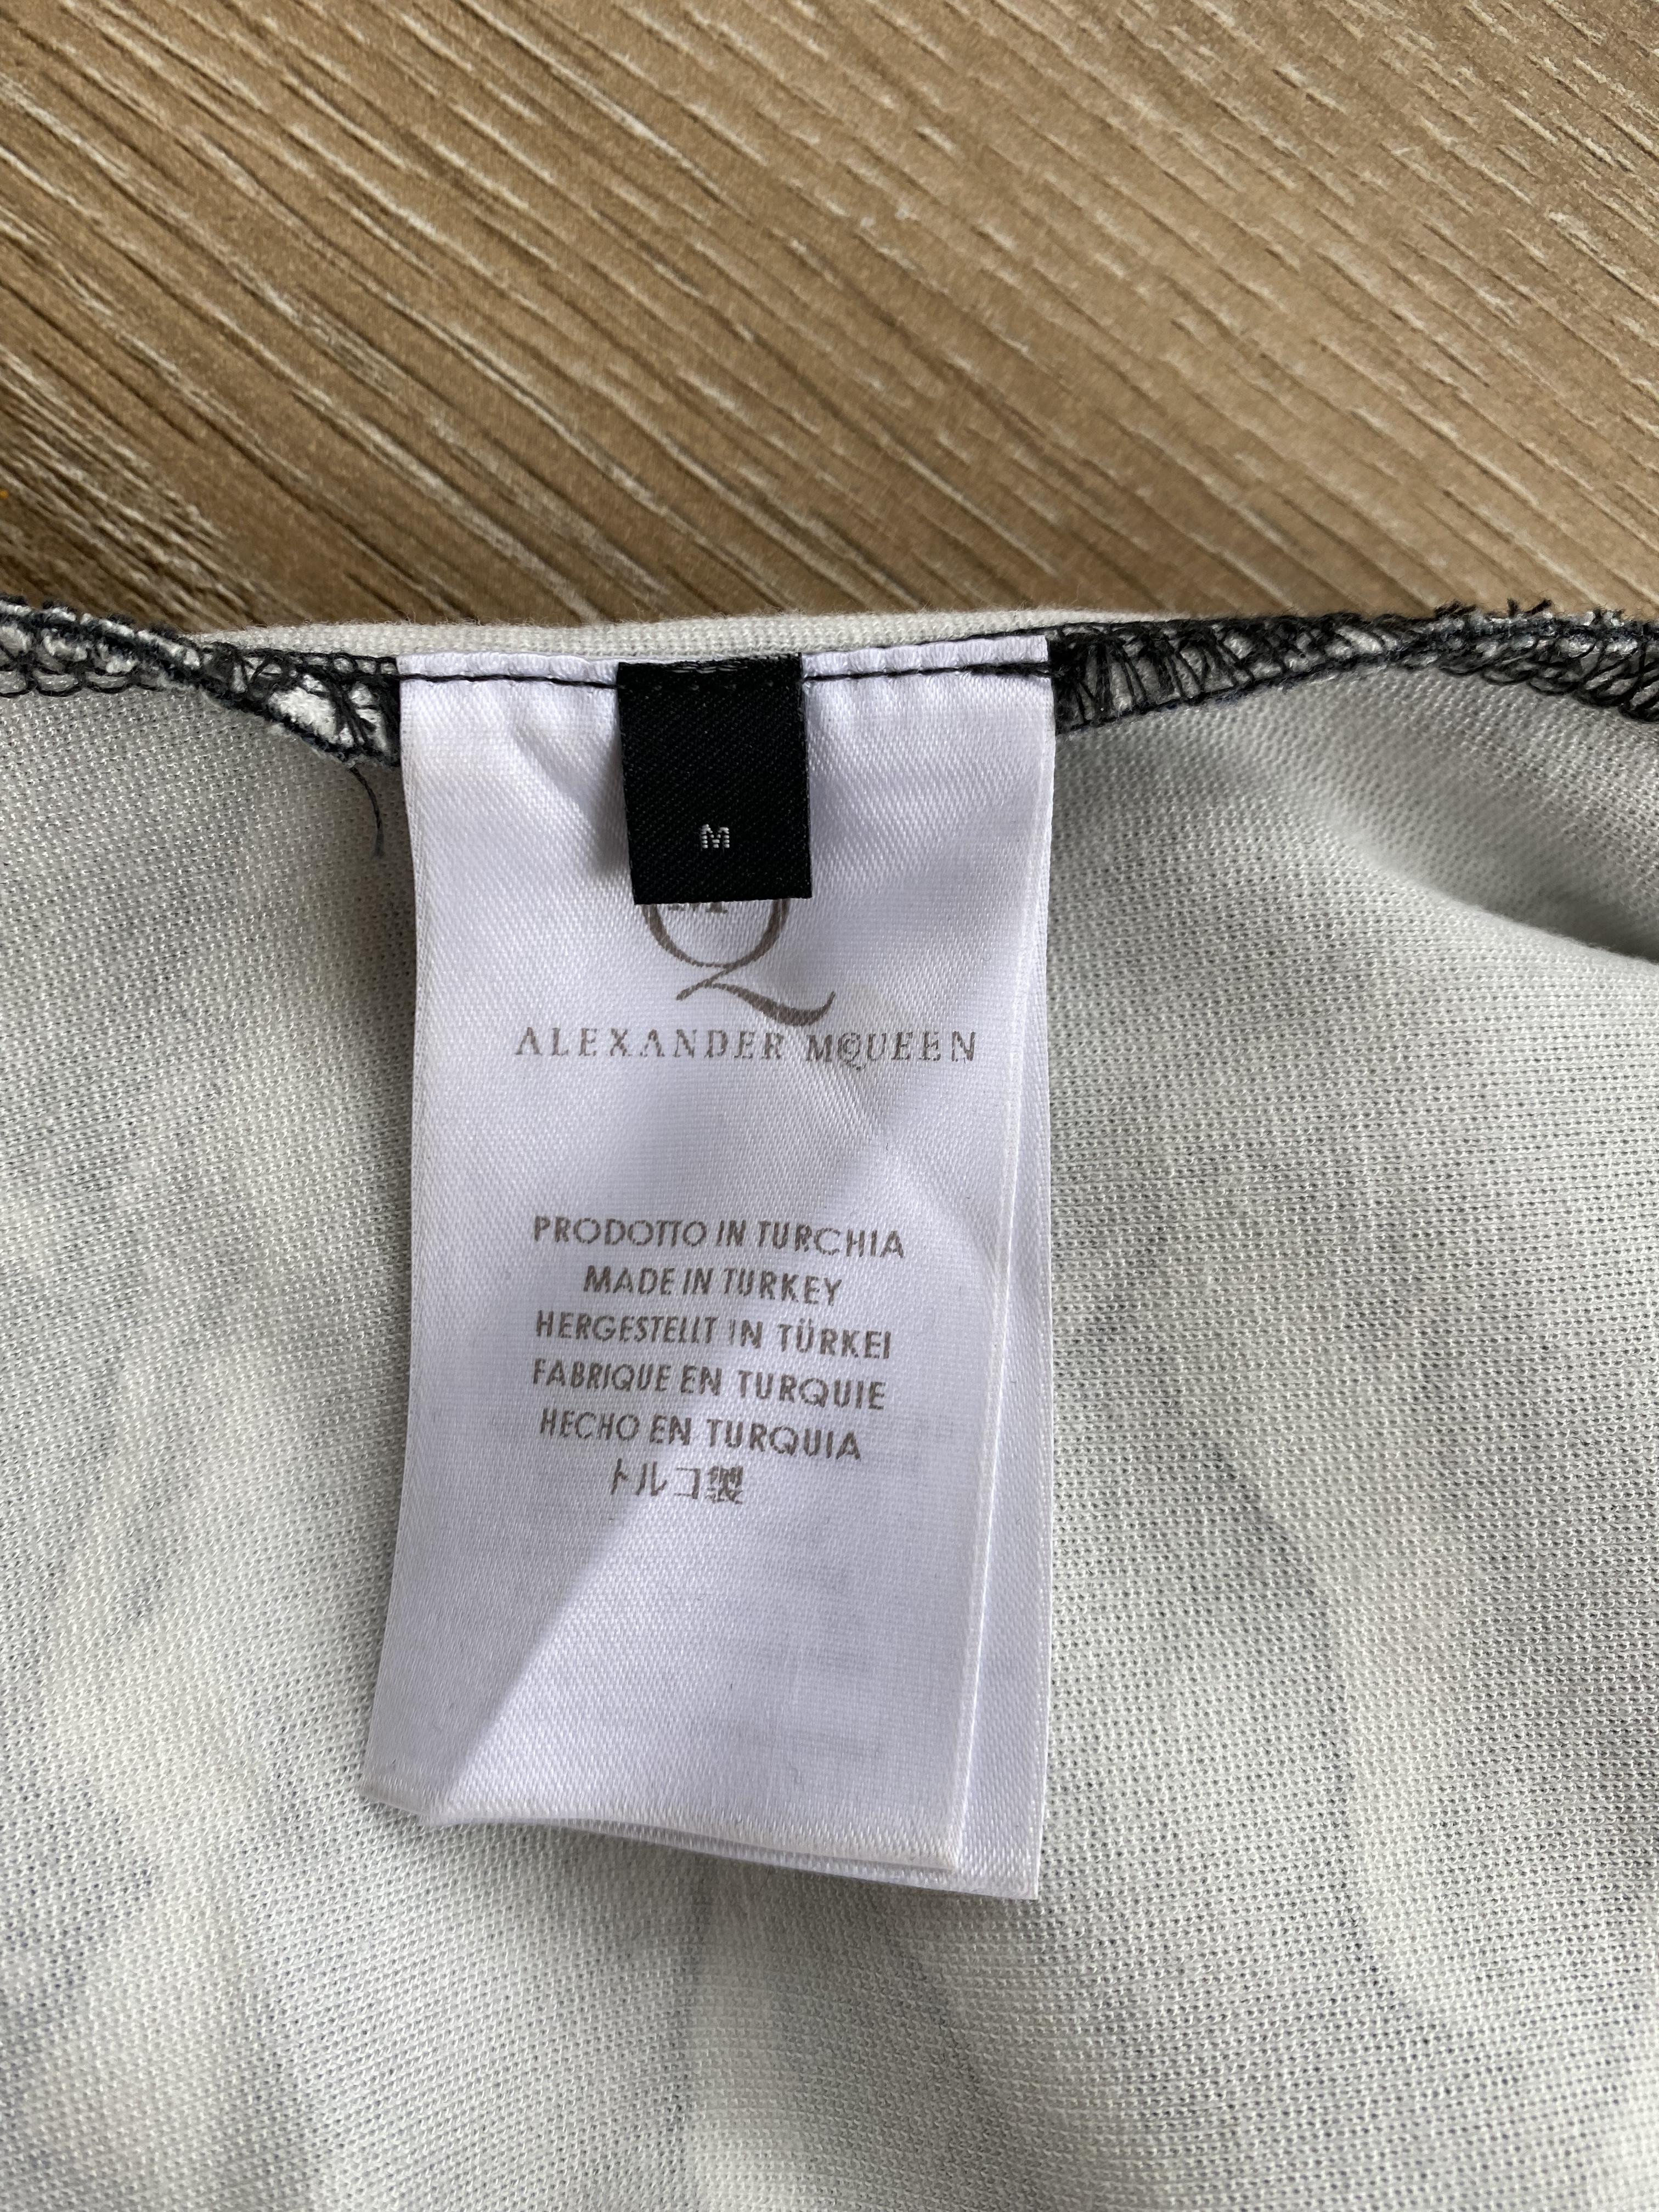 M
Q
ALEXANDER MQUEEN
PRODOTTO IN TURCHIA
MADE IN TURKEY
HERGESTELLT IN TÜRKEI
FABRIQUE EN TURQUIE
HECHO EN TURQUIA
トルコ製